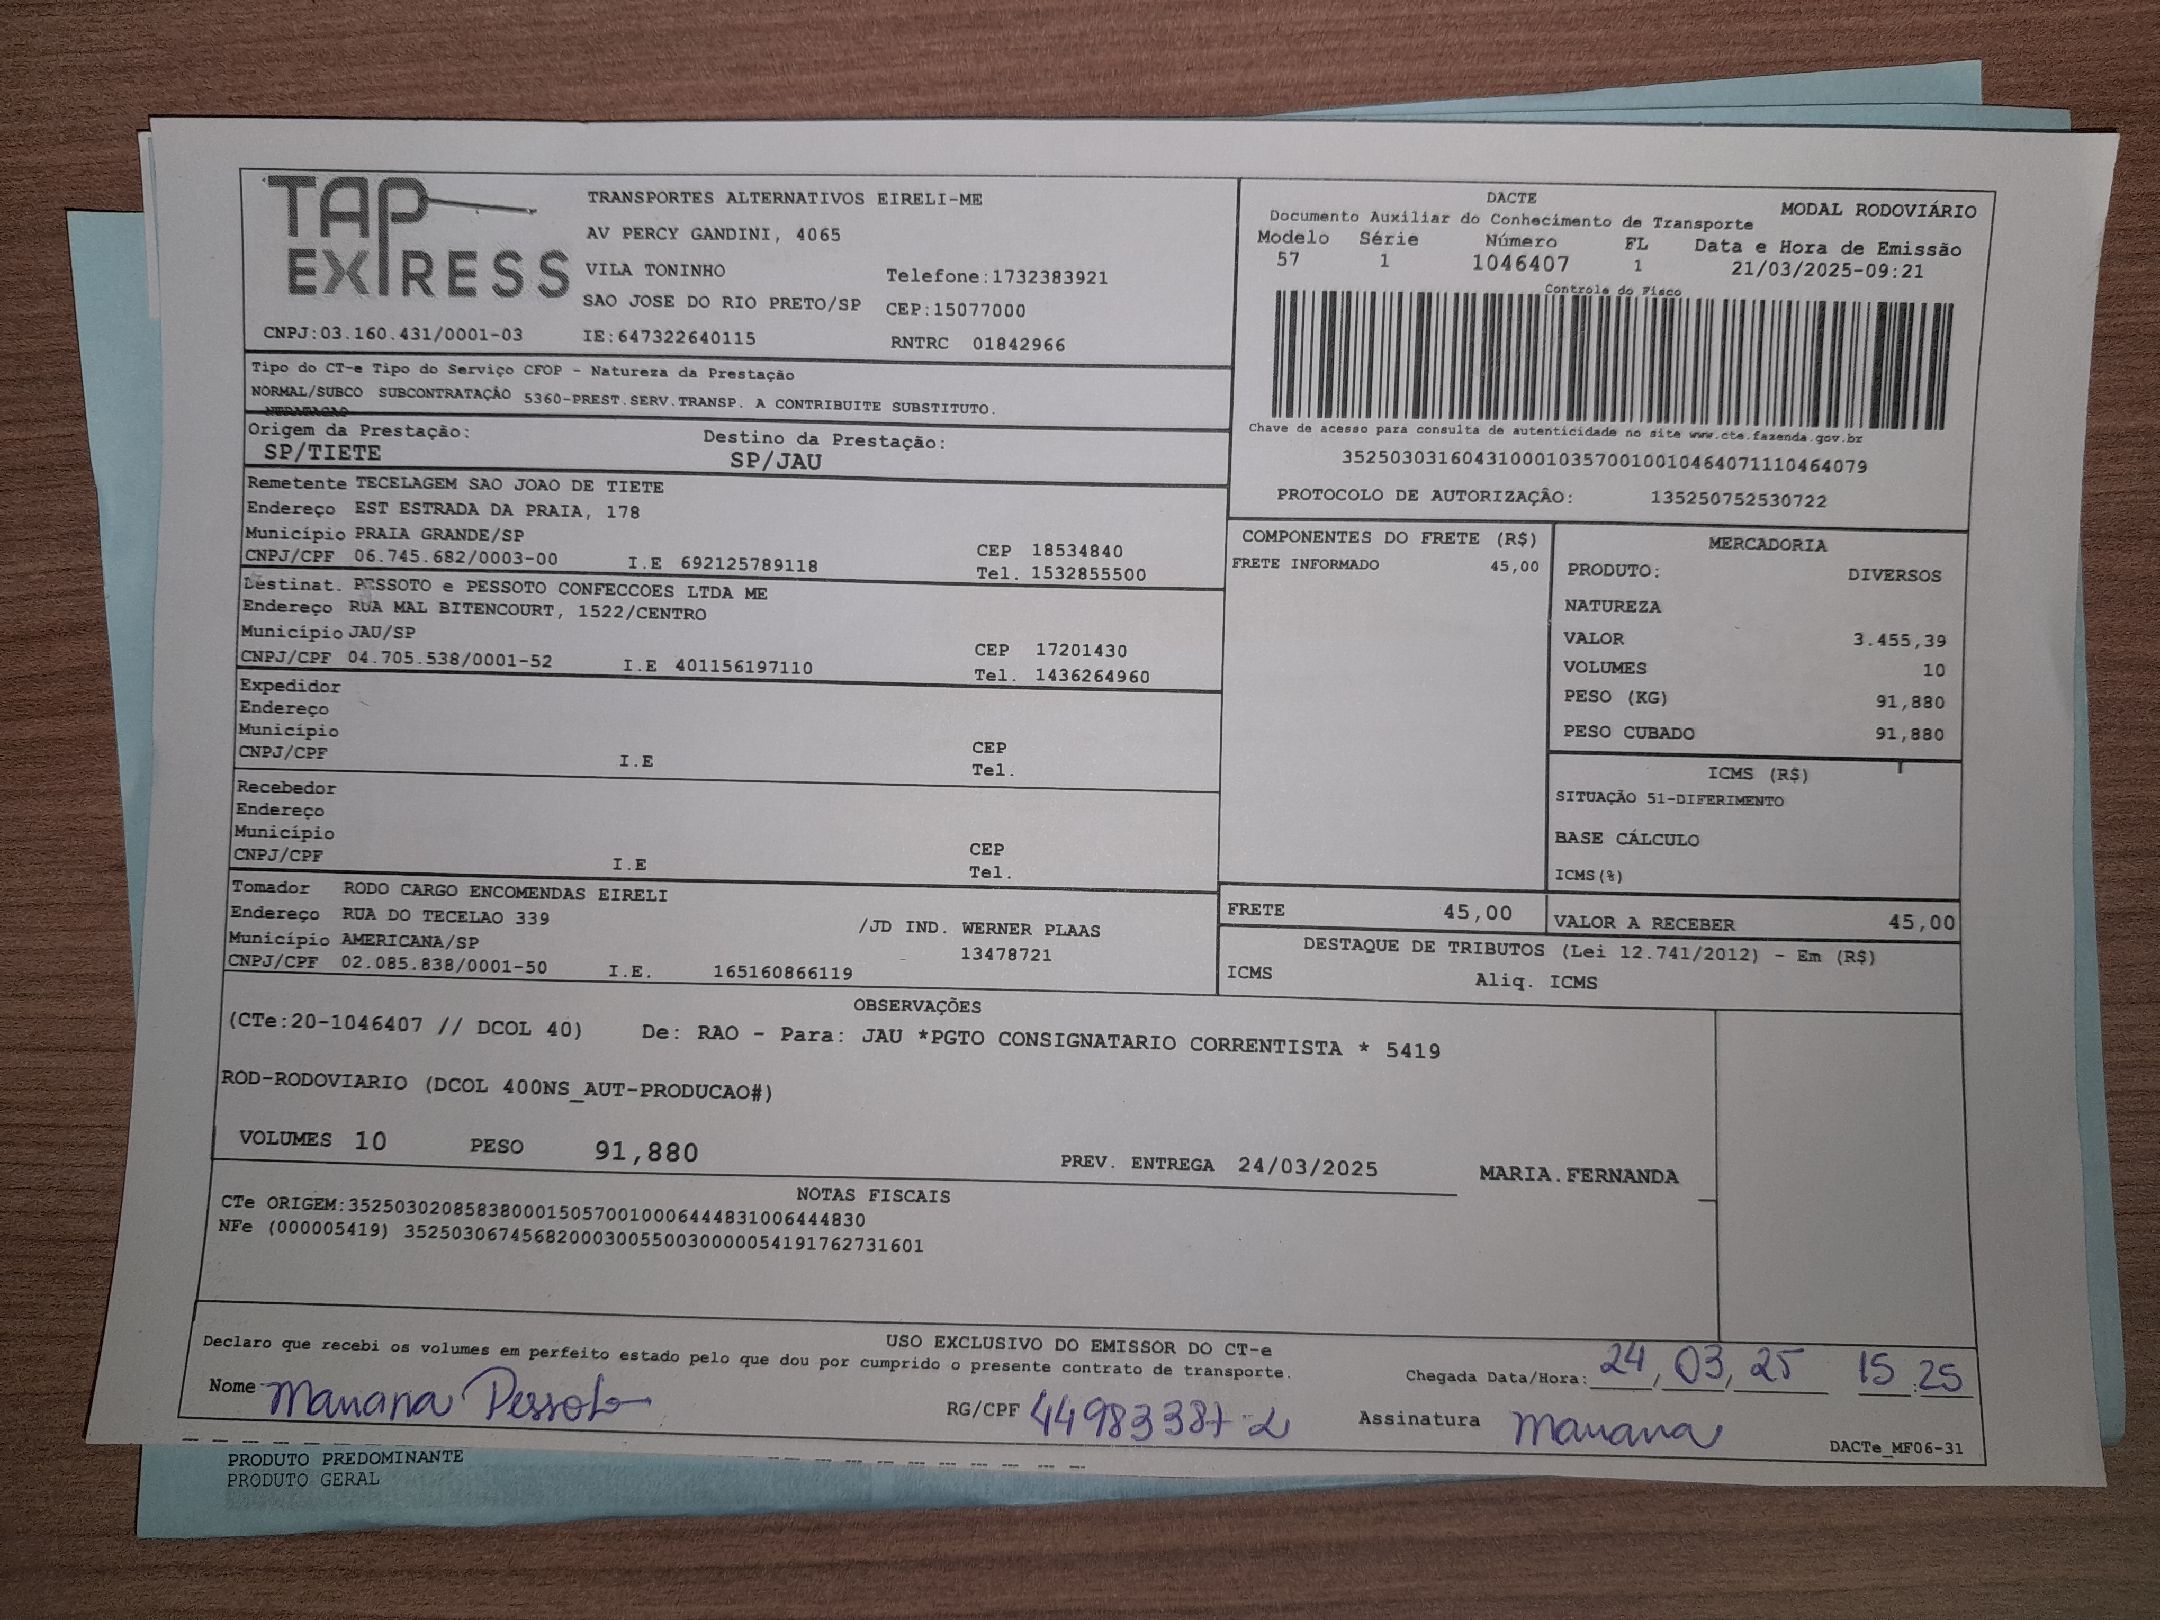 TAP EXPRESS
TRANSPORTES ALTERNATIVOS EIRELI-ME
AV PERCY GANDINI, 4065
VILA TONINHO
Telefone:1732383921
SAO JOSE DO RIO PRETO/SP
CEP:15077000
CNPJ:03.160.431/0001-03
IE:647322640115
RNTRC 01842966
DACTE
MODAL RODOVIÁRIO
Documento Auxiliar do Conhecimento de Transporte
Modelo Série Número FL Data e Hora de Emissão
57 1 1046407 1 21/03/2025-09:21
Controle do Fisco
Chave de acesso para consulta de autenticidade no site www.cte.fazenda.gov.br
35250303160431000103570010010464071110464079
PROTOCOLO DE AUTORIZAÇÃO: 135250752530722
Tipo do CT-e Tipo do Serviço CFOP - Natureza da Prestação
NORMAL/SUBCO SUBCONTRATAÇÃO 5360-PREST.SERV.TRANSP. A CONTRIBUITE SUBSTITUTO.
NTRATACAO
Origem da Prestação: Destino da Prestação:
SP/TIETE SP/JAU
Remetente TECELAGEM SAO JOAO DE TIETE
Endereço EST ESTRADA DA PRAIA, 178
Município PRAIA GRANDE/SP CEP 18534840
CNPJ/CPF 06.745.682/0003-00 I.E 692125789118 Tel. 1532855500
Destinat. PESSOTO e PESSOTO CONFECCOES LTDA ME
Endereço RUA MAL BITENCOURT, 1522/CENTRO
Município JAU/SP CEP 17201430
CNPJ/CPF 04.705.538/0001-52 I.E 401156197110 Tel. 1436264960
Expedidor
Endereço
Município CEP
CNPJ/CPF I.E Tel.
Recebedor
Endereço
Município CEP
CNPJ/CPF I.E Tel.
Tomador RODO CARGO ENCOMENDAS EIRELI
Endereço RUA DO TECELAO 339 /JD IND. WERNER PLAAS
Município AMERICANA/SP 13478721
CNPJ/CPF 02.085.838/0001-50 I.E. 165160866119
COMPONENTES DO FRETE (R$)
FRETE INFORMADO 45,00
MERCADORIA
PRODUTO: DIVERSOS
NATUREZA
VALOR 3.455,39
VOLUMES 10
PESO (KG) 91,880
PESO CUBADO 91,880
ICMS (R$)
SITUAÇÃO 51-DIFERIMENTO
BASE CÁLCULO
ICMS(%)
FRETE 45,00 VALOR A RECEBER 45,00
DESTAQUE DE TRIBUTOS (Lei 12.741/2012) - Em (R$)
ICMS Aliq. ICMS
OBSERVAÇÕES
(CTe:20-1046407 // DCOL 40) De: RAO - Para: JAU *PGTO CONSIGNATARIO CORRENTISTA * 5419
ROD-RODOVIARIO (DCOL 400NS_AUT-PRODUCAO#)
VOLUMES 10 PESO 91,880 PREV. ENTREGA 24/03/2025 MARIA.FERNANDA
NOTAS FISCAIS
CTe ORIGEM:35250302085838000150570010006444831006444830
NFe (000005419) 35250306745682000300550030000054191762731601
USO EXCLUSIVO DO EMISSOR DO CT-e
Declaro que recebi os volumes em perfeito estado pelo que dou por cumprido o presente contrato de transporte.
Chegada Data/Hora: 24,03,25 15:25
Nome Mauana Pessoto RG/CPF 44983387-2 Assinatura Mauana
DACTe_MF06-31
PRODUTO PREDOMINANTE
PRODUTO GERAL